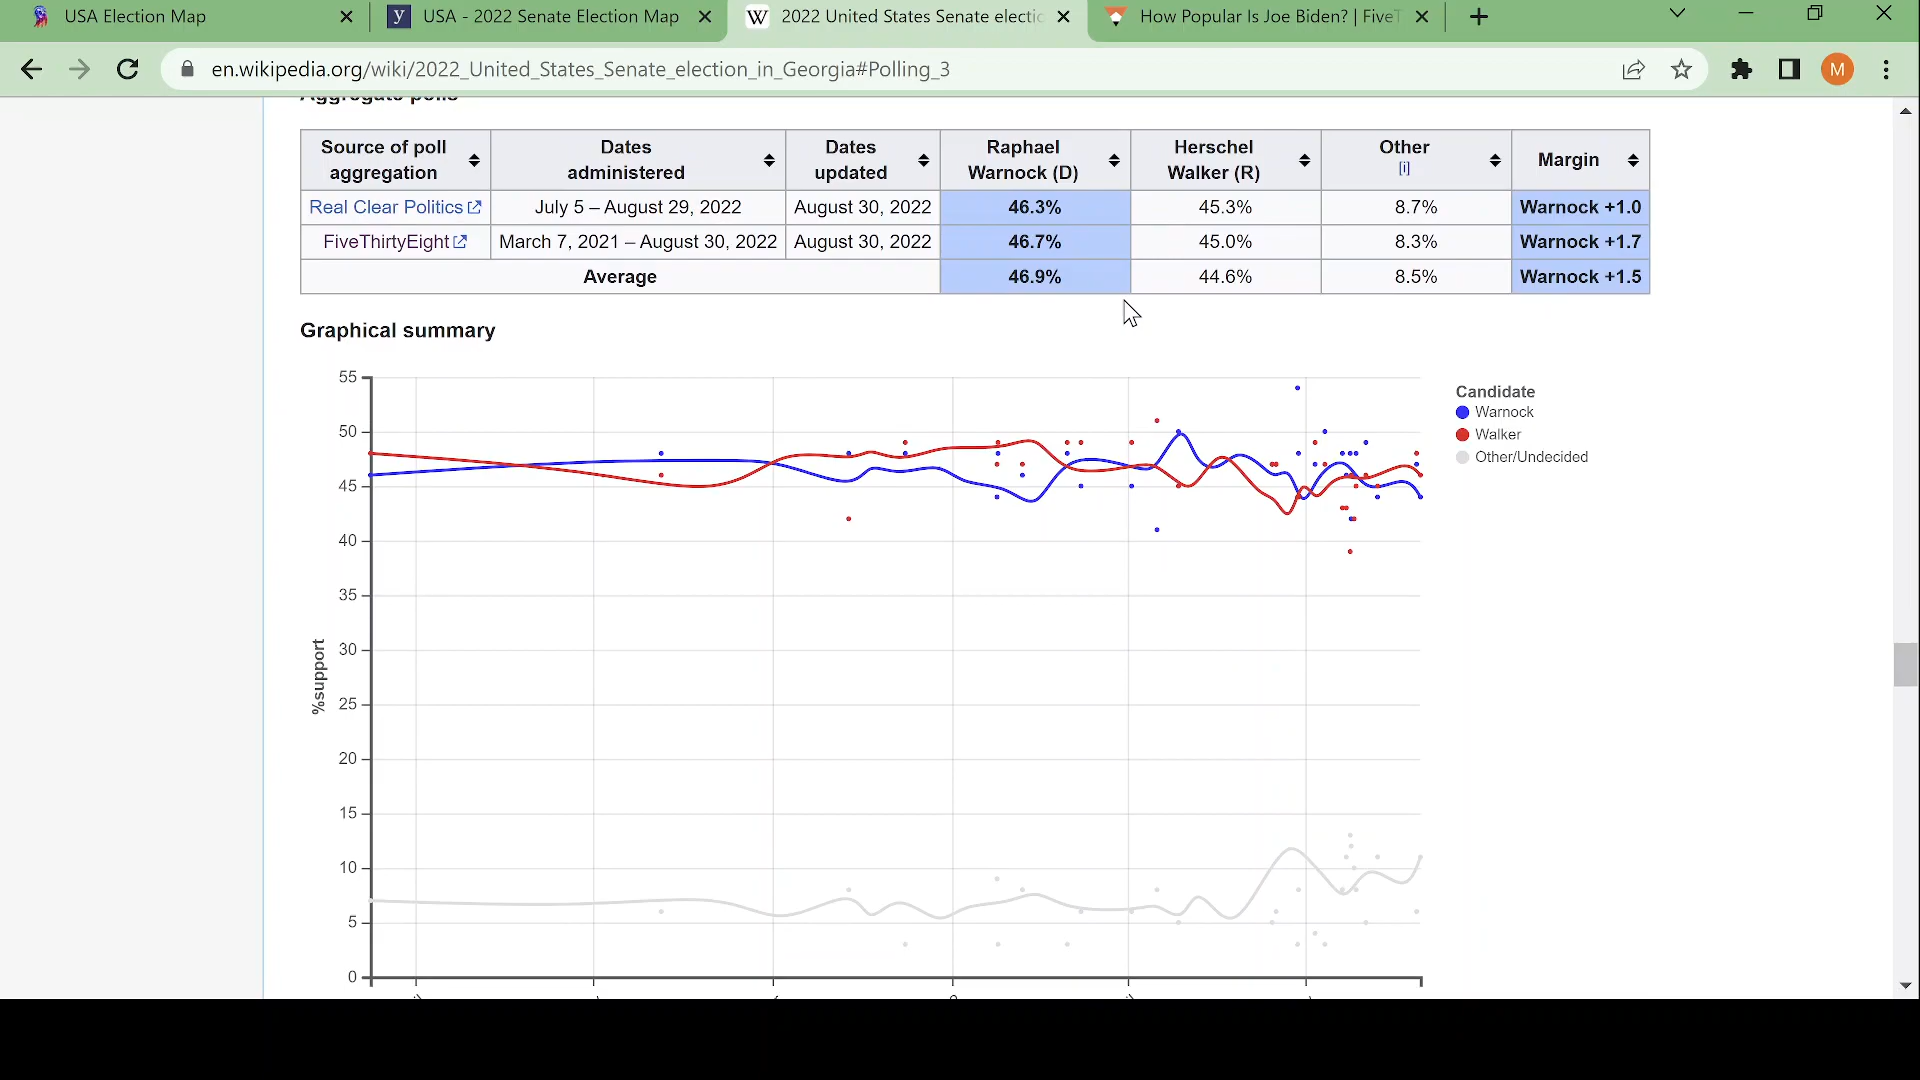 USA Election Map
USA - 2022 Senate Election Map
2022 United States Senate electic
How Popular Is Joe Biden? | FiveT
en.wikipedia.org/wiki/2022_United_States_Senate_election_in_Georgia#Polling_3
M
Aggregate polls
Source of poll aggregation Dates administered Dates updated Raphael Warnock (D) Herschel Walker (R) Other [i] Margin
Real Clear Politics July 5 – August 29, 2022 August 30, 2022 46.3% 45.3% 8.7% Warnock +1.0
FiveThirtyEight March 7, 2021 – August 30, 2022 August 30, 2022 46.7% 45.0% 8.3% Warnock +1.7
Average 46.9% 44.6% 8.5% Warnock +1.5
Graphical summary
55
50
45
40
35
30
25
20
15
10
5
0
%support
Candidate
Warnock
Walker
Other/Undecided